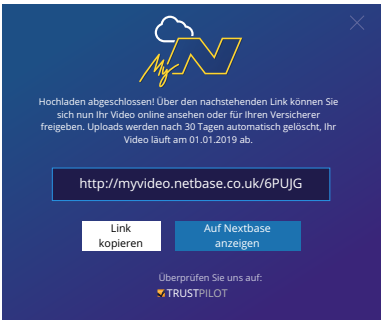 My N
Hochladen abgeschlossen! Über den nachstehenden Link können Sie
sich nun Ihr Video online ansehen oder für Ihren Versicherer
freigeben. Uploads werden nach 30 Tagen automatisch gelöscht, Ihr
Video läuft am 01.01.2019 ab.
http://myvideo.netbase.co.uk/6PUJG
Link
kopieren
Auf Nextbase
anzeigen
Überprüfen Sie uns auf:
TRUSTPILOT